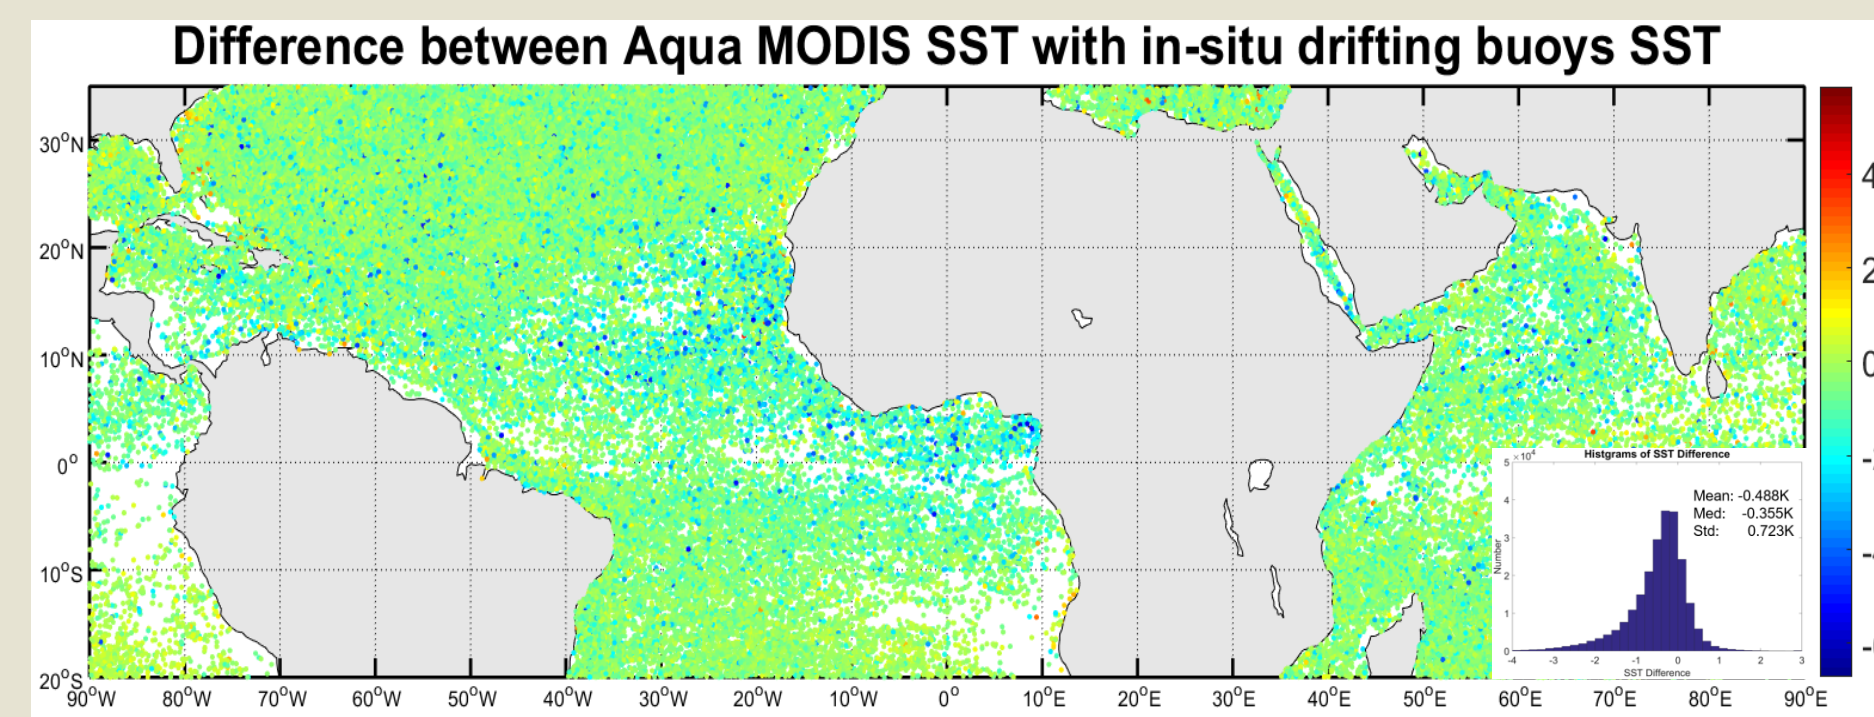 Difference between Aqua MODIS SST with in-situ drifting buoys SST
30°N
20°N
10°N
0°
10°S
20°S
90°W 80°W 70°W 60°W 50°W 40°W 30°W 20°W 10°W 0° 10°E 20°E 30°E 40°E 50°E 60°E 70°E 80°E 90°E
4
2
0
Histgrams of SST Difference
5 ×10⁴
4
3
2
1
0
Number
Mean: -0.488K
Med: -0.355K
Std: 0.723K
-4 -3 -2 -1 0 1 2 3
SST Difference